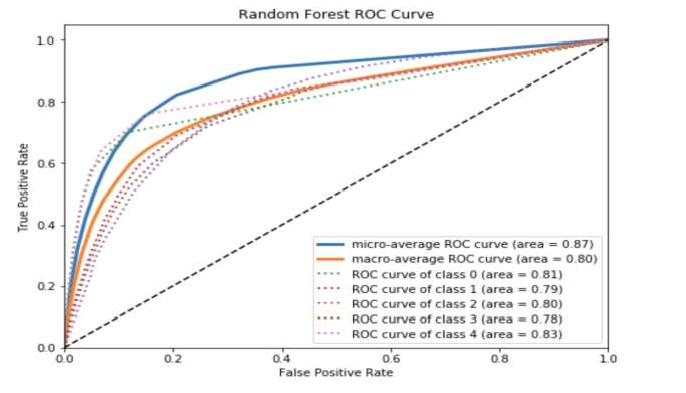 Random Forest ROC Curve
1.0
0.8
0.6
0.4
0.2
0.0
True Positive Rate
micro-average ROC curve (area = 0.87)
macro-average ROC curve (area = 0.80)
ROC curve of class 0 (area = 0.81)
ROC curve of class 1 (area = 0.79)
ROC curve of class 2 (area = 0.80)
ROC curve of class 3 (area = 0.78)
ROC curve of class 4 (area = 0.83)
0.0 0.2 0.4 0.6 0.8 1.0
False Positive Rate